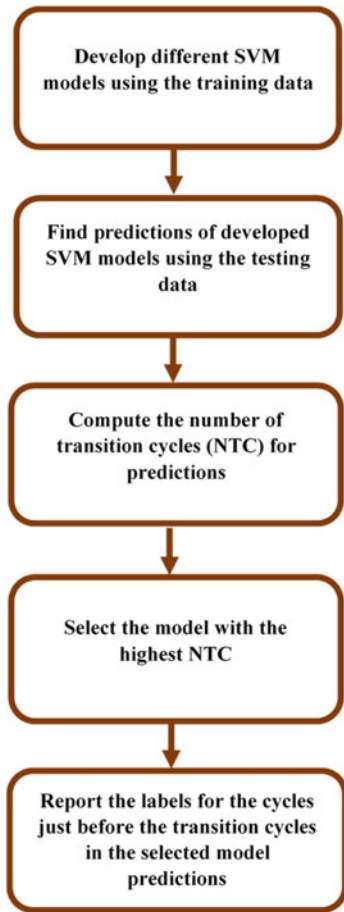 Develop different SVM
models using the training data
Find predictions of developed
SVM models using the testing
data
Compute the number of
transition cycles (NTC) for
predictions
Select the model with the
highest NTC
Report the labels for the cycles
just before the transition cycles
in the selected model
predictions